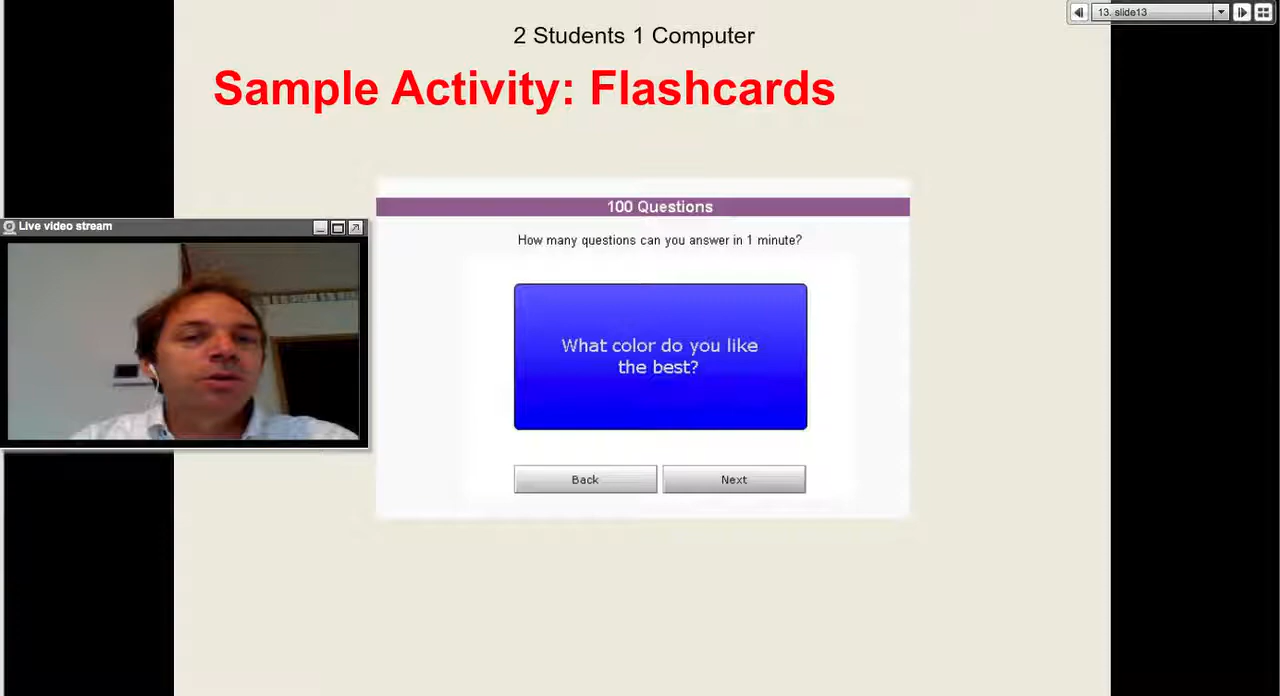 2 Students 1 Computer
13. slide13
Sample Activity: Flashcards
100 Questions
Live video stream
How many questions can you answer in 1 minute?
What color do you like
the best?
Back
Next